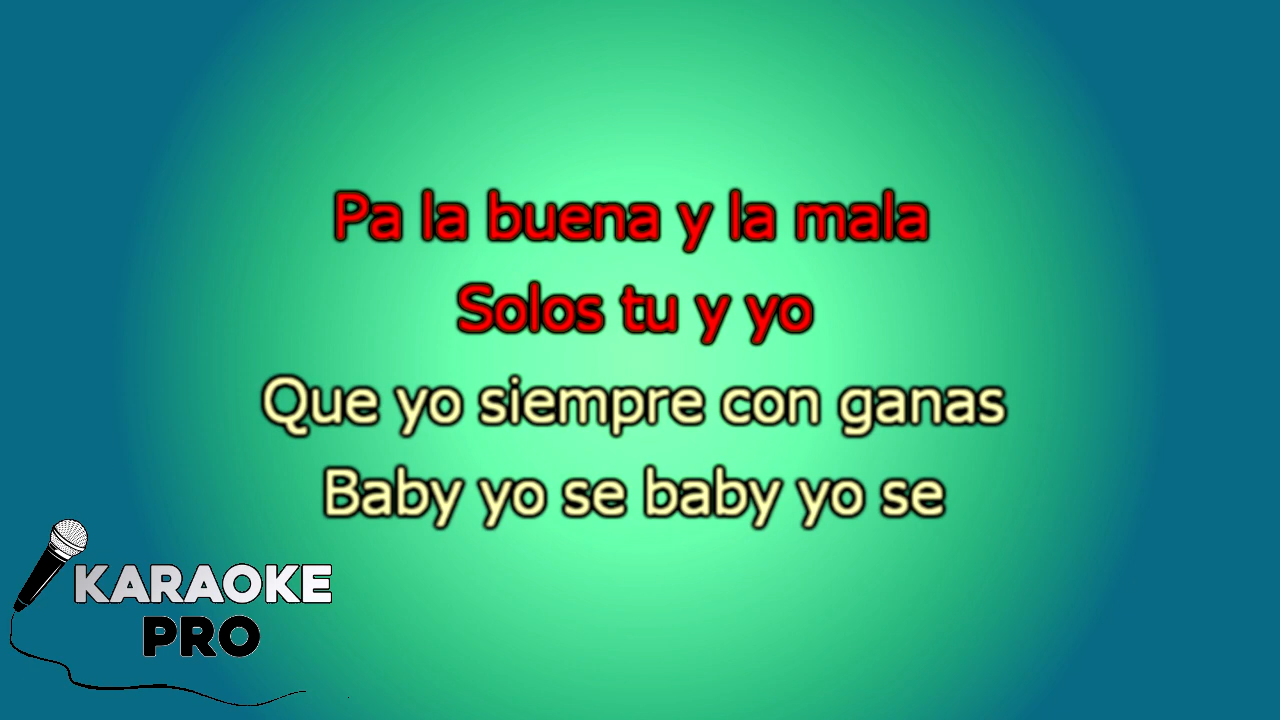 Pa la buena y la mala
Solos tu y yo
Que yo siempre con ganas
Baby yo se baby yo se
KARAOKE
PRO